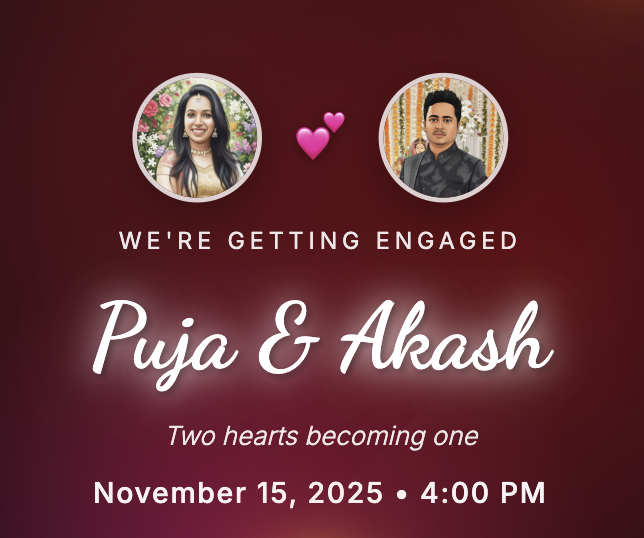 WE'RE GETTING ENGAGED
Puja & Akash
Two hearts becoming one
November 15, 2025 • 4:00 PM